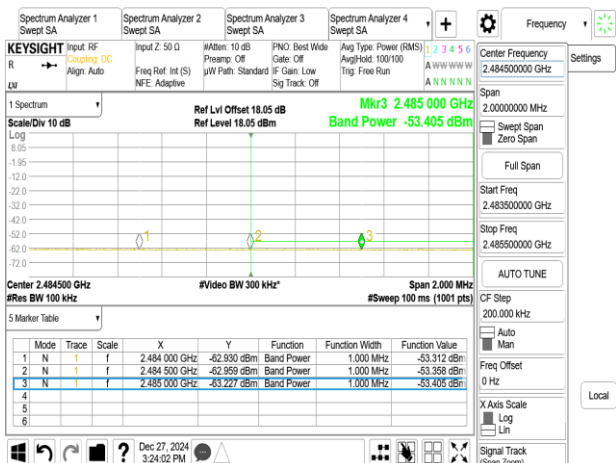 Spectrum Analyzer 1
Swept SA
Spectrum Analyzer 2
Swept SA
Spectrum Analyzer 3
Swept SA
Spectrum Analyzer 4
Swept SA
+
Frequency
KEYSIGHT
R
Input: RF
Coupling: DC
Align: Auto
Input Z: 50 Ω
Freq Ref: Int (S)
NFE: Adaptive
#Atten: 10 dB
Preamp: Off
µW Path: Standard
PNO: Best Wide
Gate: Off
IF Gain: Low
Sig Track: Off
Avg Type: Power (RMS)
Avg|Hold: 100/100
Trig: Free Run
1 2 3 4 5 6
A W W W W W
A N N N N N
1 Spectrum
Scale/Div 10 dB
Ref Lvl Offset 18.05 dB
Ref Level 18.05 dBm
Mkr3 2.485 000 GHz
Band Power -53.405 dBm
Log
8.05
-1.95
-12.0
-22.0
-32.0
-42.0
-52.0
-62.0
-72.0
1
2
3
Center 2.484500 GHz
#Res BW 100 kHz
#Video BW 300 kHz*
Span 2.000 MHz
#Sweep 100 ms (1001 pts)
5 Marker Table
Mode Trace Scale X Y Function Function Width Function Value
1 N 1 f 2.484 000 GHz -62.930 dBm Band Power 1.000 MHz -53.312 dBm
2 N 1 f 2.484 500 GHz -62.959 dBm Band Power 1.000 MHz -53.358 dBm
3 N 1 f 2.485 000 GHz -63.227 dBm Band Power 1.000 MHz -53.405 dBm
4
5
6
?
Dec 27, 2024
3:24:02 PM
Center Frequency
2.484500000 GHz
Settings
Span
2.00000000 MHz
Swept Span
Zero Span
Full Span
Start Freq
2.483500000 GHz
Stop Freq
2.485500000 GHz
AUTO TUNE
CF Step
200.000 kHz
Auto
Man
Freq Offset
0 Hz
X Axis Scale
Log
Lin
Local
Signal Track
(Span Zoom)